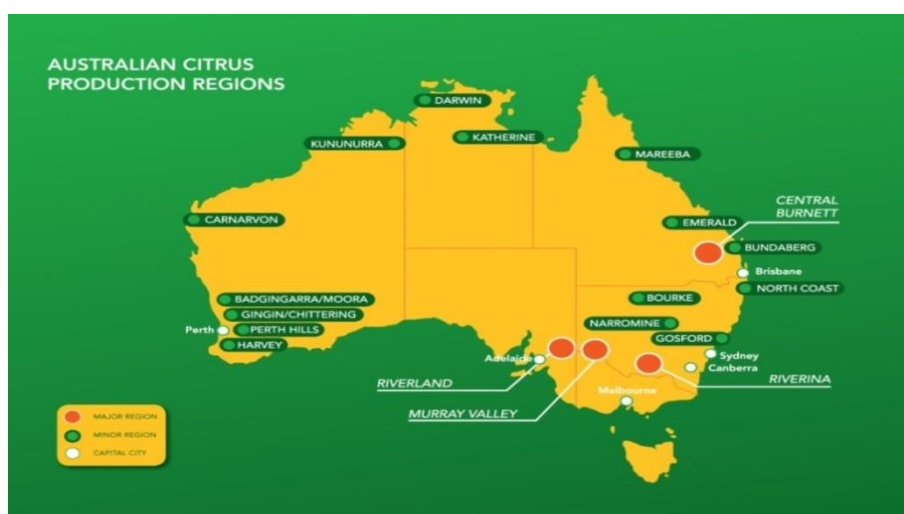 AUSTRALIAN CITRUS
PRODUCTION REGIONS
DARWIN
KUNUNURRA
KATHERINE
MAREEBA
CARNARVON
CENTRAL
BURNETT
EMERALD
BUNDABERG
Brisbane
NORTH COAST
BADGINGARRA/MOORA
BOURKE
GINGIN/CHITTERING
Perth
PERTH HILLS
NARROMINE
HARVEY
GOSFORD
Adelaide
Sydney
Canberra
RIVERLAND
RIVERINA
Melbourne
MURRAY VALLEY
MAJOR REGION
MINOR REGION
CAPITAL CITY